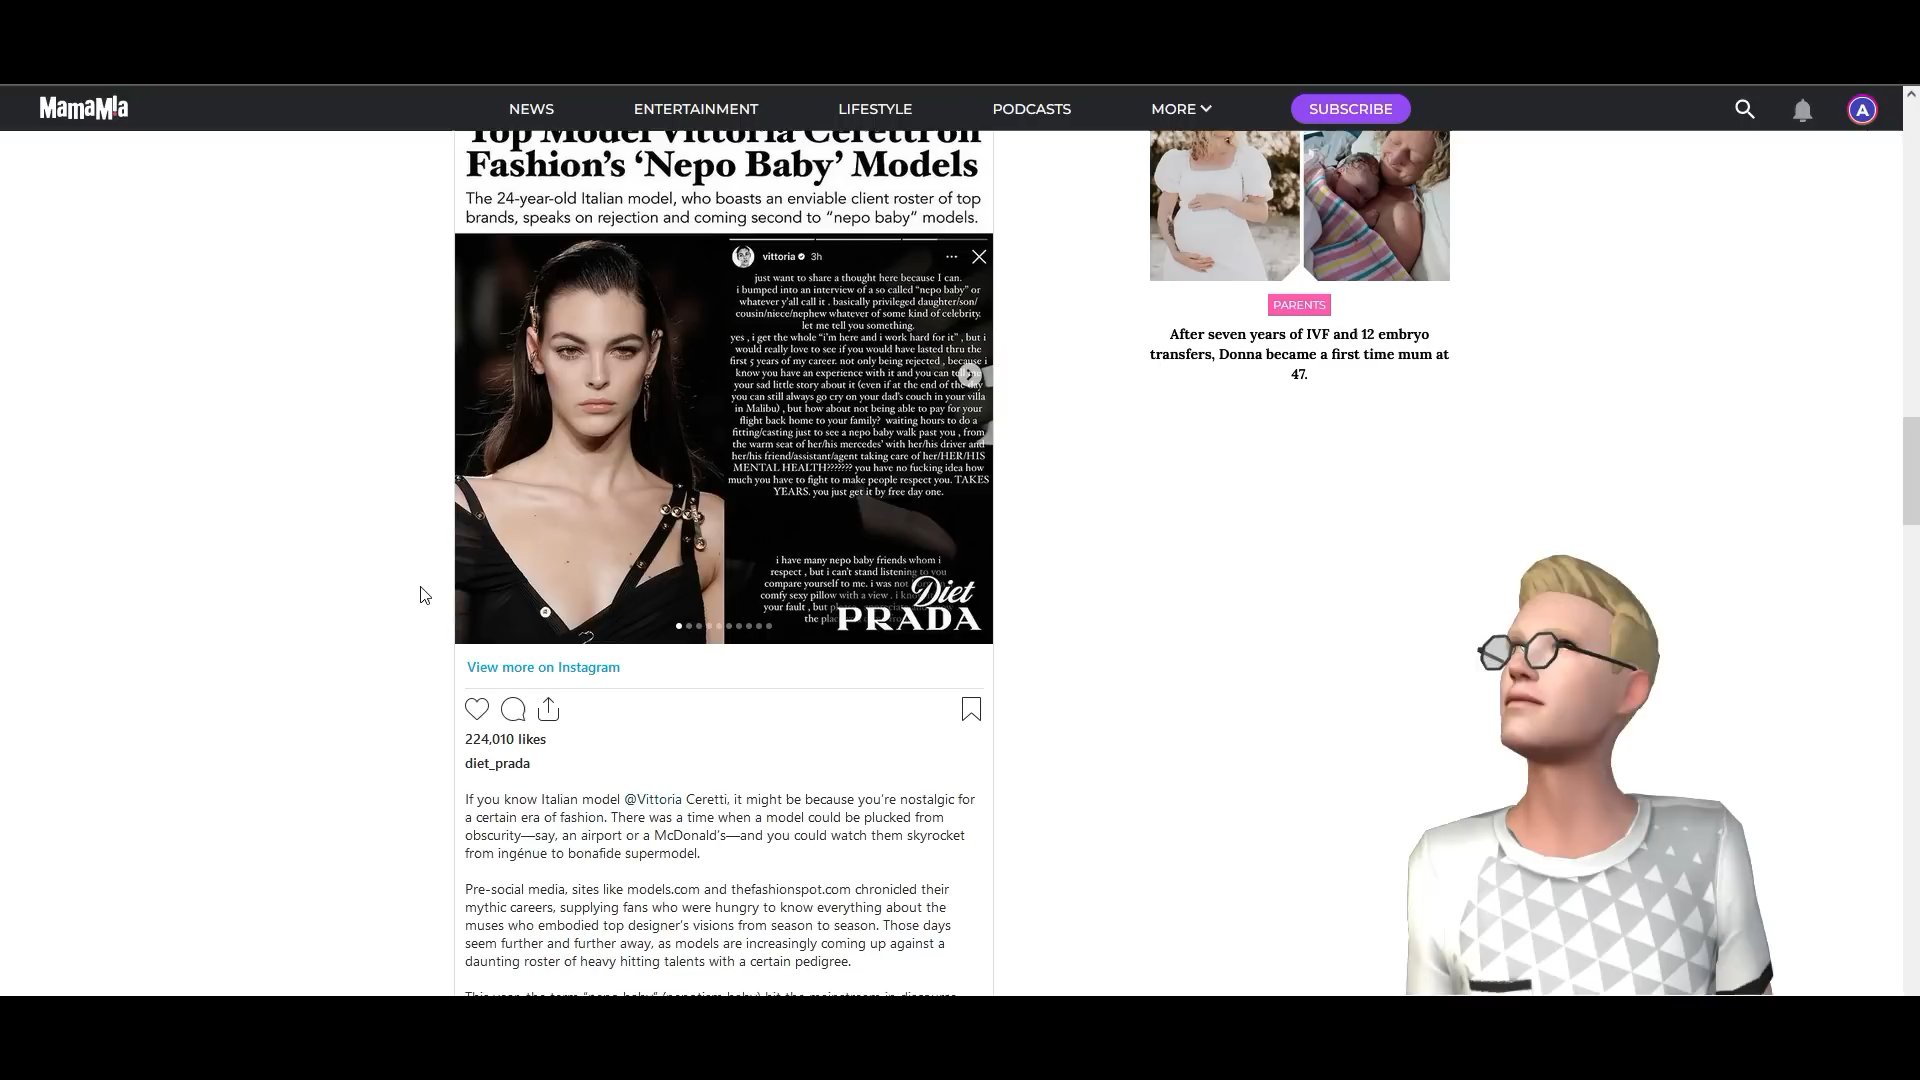 MamaMia
NEWS
ENTERTAINMENT
LIFESTYLE
PODCASTS
MORE
SUBSCRIBE
A
Top Model Vittoria Ceretti on
Fashion's 'Nepo Baby' Models
The 24-year-old Italian model, who boasts an enviable client roster of top
brands, speaks on rejection and coming second to "nepo baby" models.
vittoria 3h
just want to share a thought here because I can.
i bumped into an interview of a so called "nepo baby" or
whatever y'all call it . basically privileged daughter/son/
cousin/niece/nephew whatever of some kind of celebrity.
let me tell you something.
yes , i get the whole "i'm here and i work hard for it" , but i
would really love to see if you would have lasted thru the
first 5 years of my career. not only being rejected , because i
know you have an experience with it and you can tell me
your sad little story about it (even if at the end of the day
you can still always go cry on your dad's couch in your villa
in Malibu) , but how about not being able to pay for your
flight back home to your family? waiting hours to do a
fitting/casting just to see a nepo baby walk past you , from
the warm seat of her/his mercedes' with her/his driver and
her/his friend/assistant/agent taking care of her/HER/HIS
MENTAL HEALTH??????? you have no fucking idea how
much you have to fight to make people respect you. TAKES
YEARS. you just get it by free day one.
i have many nepo baby friends whom i
respect , but i can't stand listening to you
compare yourself to me. i was not
comfy sexy pillow with a view . i
your fault , but
the
Diet
PRADA
View more on Instagram
224,010 likes
diet_prada
If you know Italian model @Vittoria Ceretti, it might be because you're nostalgic for
a certain era of fashion. There was a time when a model could be plucked from
obscurity—say, an airport or a McDonald's—and you could watch them skyrocket
from ingénue to bonafide supermodel.
Pre-social media, sites like models.com and thefashionspot.com chronicled their
mythic careers, supplying fans who were hungry to know everything about the
muses who embodied top designer's visions from season to season. Those days
seem further and further away, as models are increasingly coming up against a
daunting roster of heavy hitting talents with a certain pedigree.
PARENTS
After seven years of IVF and 12 embryo
transfers, Donna became a first time mum at
47.